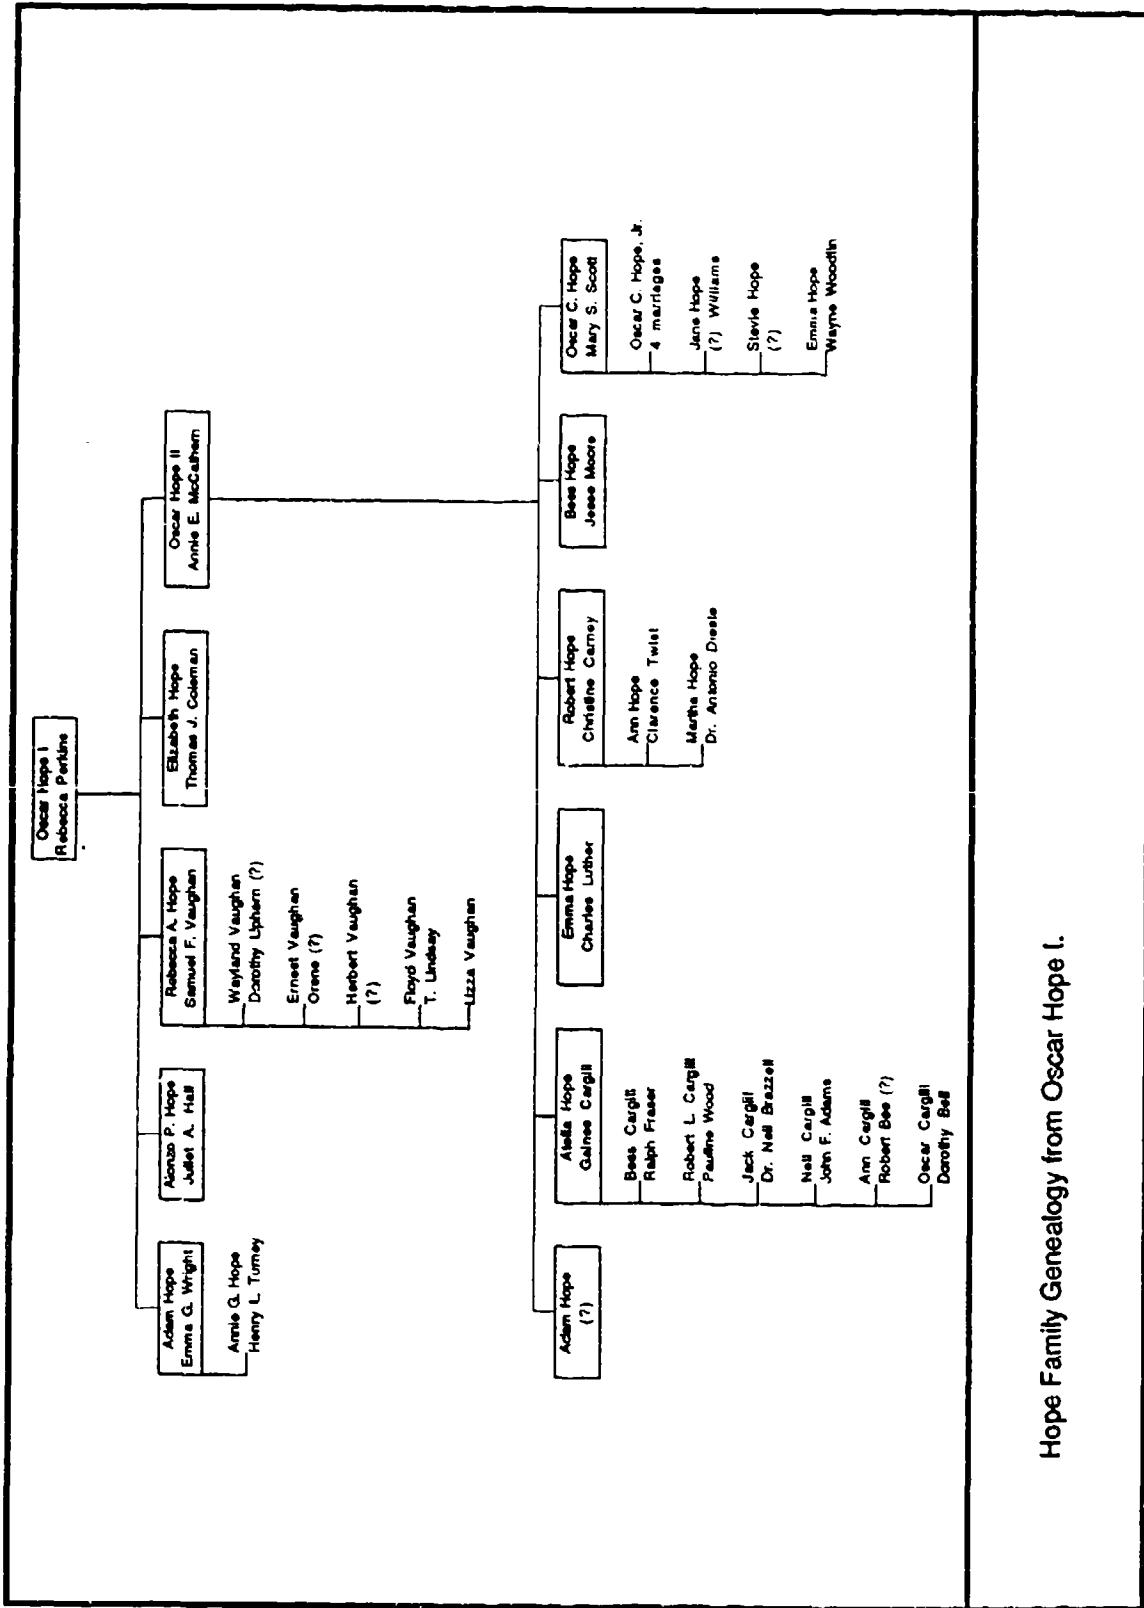 Oscar Hope I
Rebecca Perkins
Adam Hope
Emma G. Wright
Annie G. Hope
Henry L. Turney
Alonzo P. Hope
Juliet A. Hall
Rebecca A. Hope
Samuel F. Vaughan
Wayland Vaughan
Dorothy Upham (?)
Ernest Vaughan
Orene (?)
Herbert Vaughan
(?)
Floyd Vaughan
T. Lindsay
Lizza Vaughan
Elizabeth Hope
Thomas J. Coleman
Oscar Hope II
Annie E. McCathern
Adam Hope
(?)
Hope
Gaines Cargill
Bess Cargill
Ralph Fraser
Robert L. Cargill
Pauline Wood
Jack Cargill
Dr. Nell Brazzell
Nell Cargill
John F. Adams
Ann Cargill
Robert Bee (?)
Oscar Cargill
Dorothy Bell
Emma Hope
Charles Luther
Robert Hope
Christine Carney
Ann Hope
Clarence Twist
Martha Hope
Dr. Antonio
Bess Hope
Jesse Moore
Oscar C. Hope
Mary S. Scott
Oscar C. Hope, Jr.
4 marriages
Jane Hope
(?) Williams
Stevie Hope
(?)
Emma Hope
Wayne Woodfin
Hope Family Genealogy from Oscar Hope I.